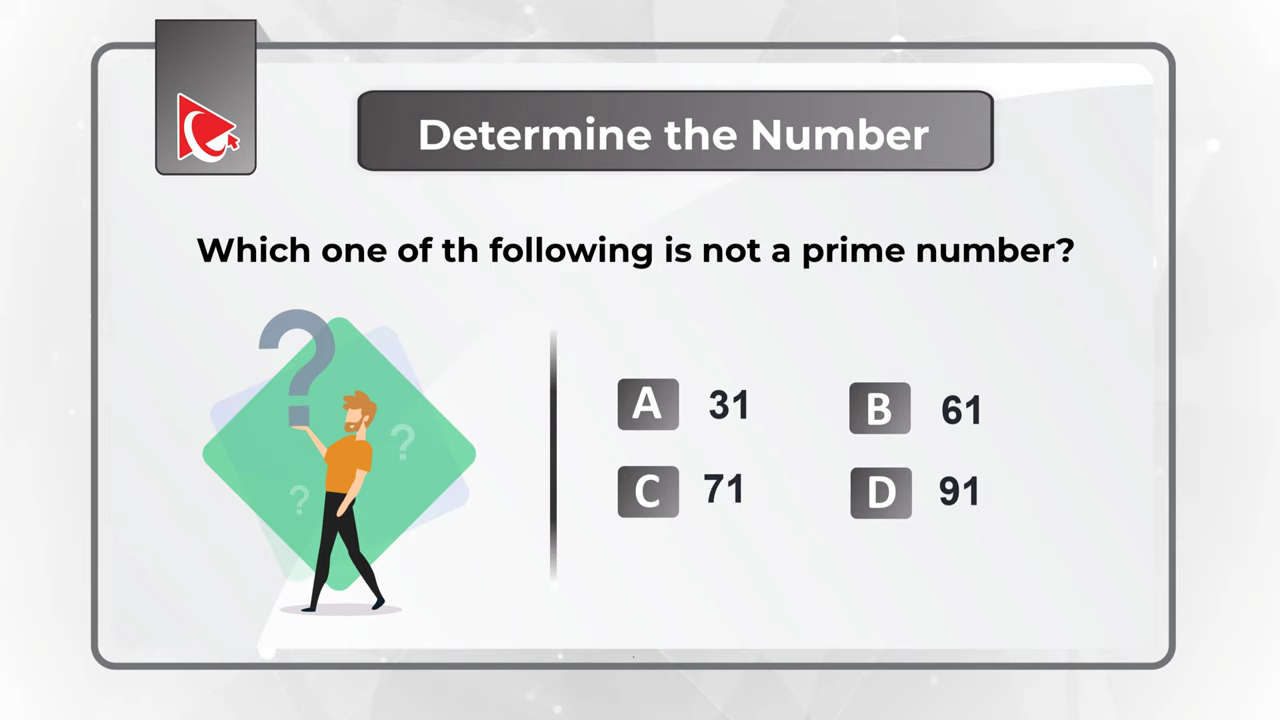 Determine the Number
Which one of th following is not a prime number?
?
?
?
A 31
B 61
C 71
D 91